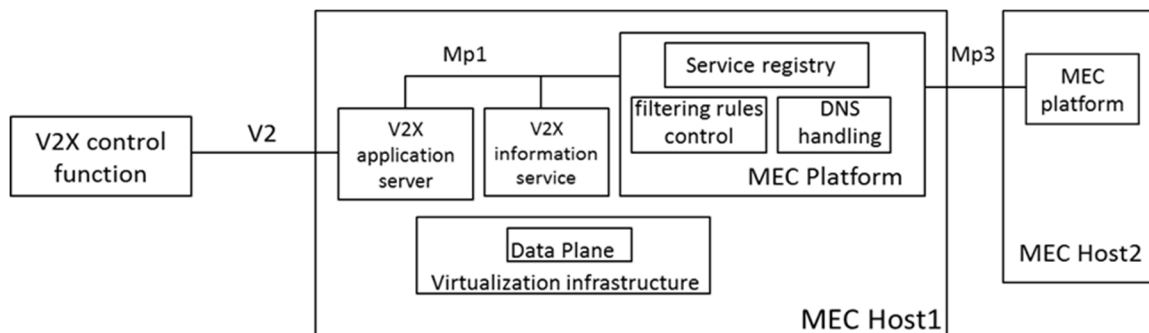 V2X control
function
V2
Mp1
V2X
application
server
V2X
information
service
Service registry
filtering rules
control
DNS
handling
MEC Platform
Data Plane
Virtualization infrastructure
MEC Host1
Mp3
MEC
platform
MEC Host2